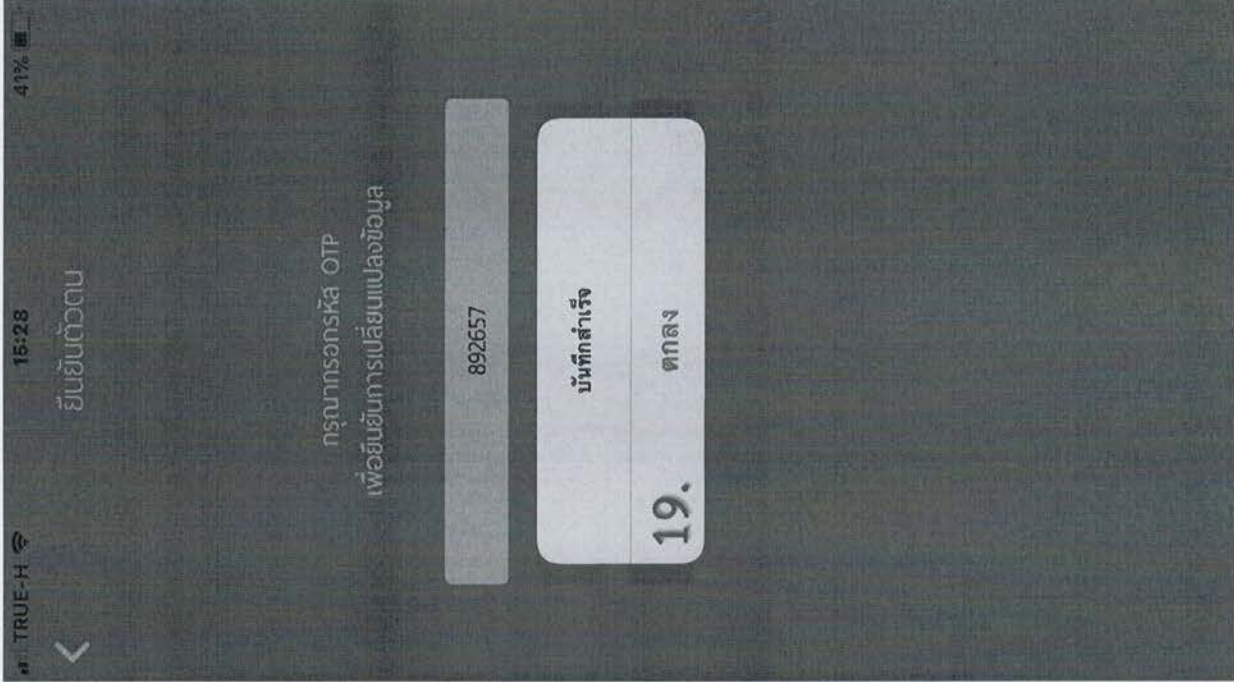 TRUE-H 15:28 41%
ยืนยันตัวตน
กรุณากรอกรหัส OTP
เพื่อยืนยันการเปลี่ยนแปลงข้อมูล
892657
บันทึกสำเร็จ
19. ตกลง